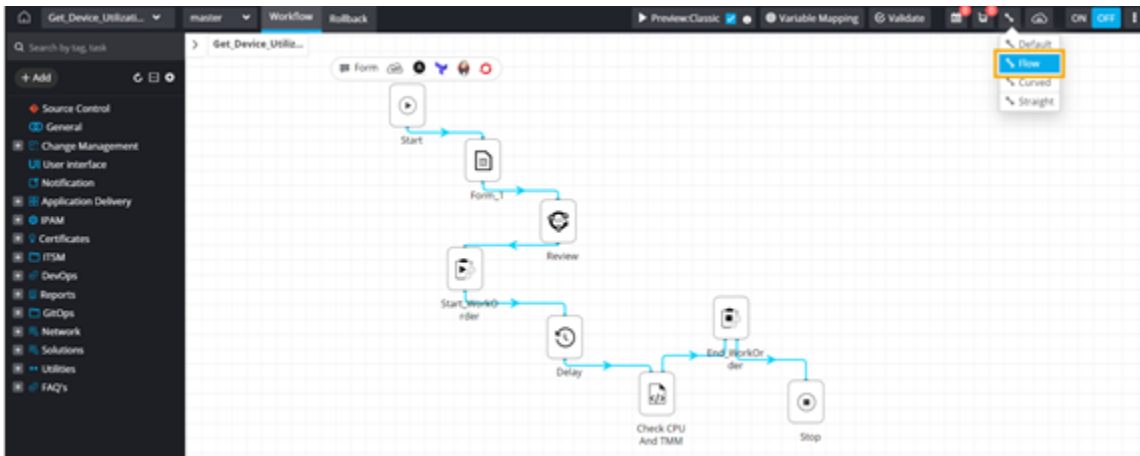 Get_Device_Utilizati...
master
Workflow
Rollback
Preview:Classic
Variable Mapping
Validate
ON
OFF
Search by tag, task
Get_Device_Utiliz...
Default
Flow
Curved
Straight
+ Add
Form
Source Control
General
Change Management
UI User interface
Notification
Application Delivery
IPAM
Certificates
ITSM
DevOps
Reports
GitOps
Network
Solutions
Utilities
FAQ's
Start
Form_1
Review
Start_WorkO
rder
Delay
End_WorkOr
der
Check CPU
And TMM
Stop